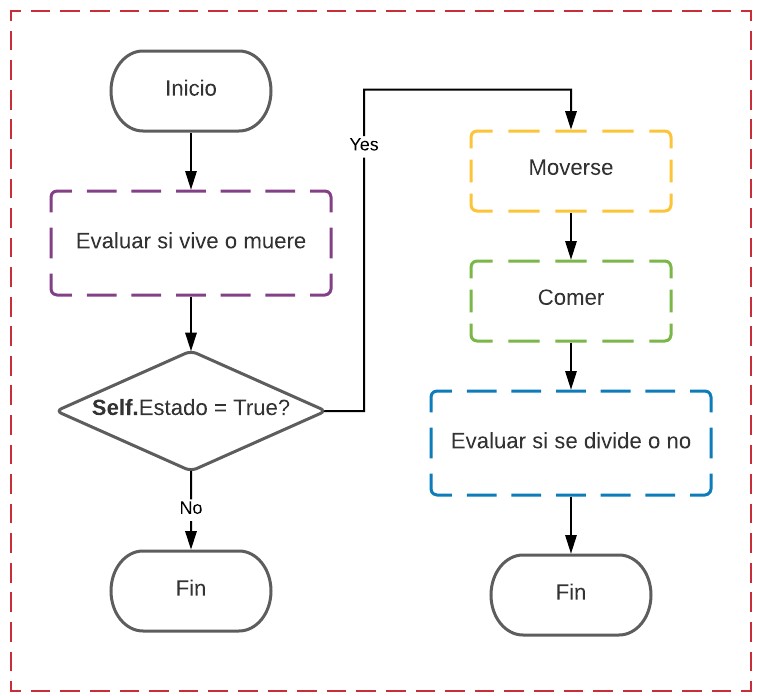 Inicio
Evaluar si vive o muere
Self.Estado = True?
No
Fin
Yes
Moverse
Comer
Evaluar si se divide o no
Fin